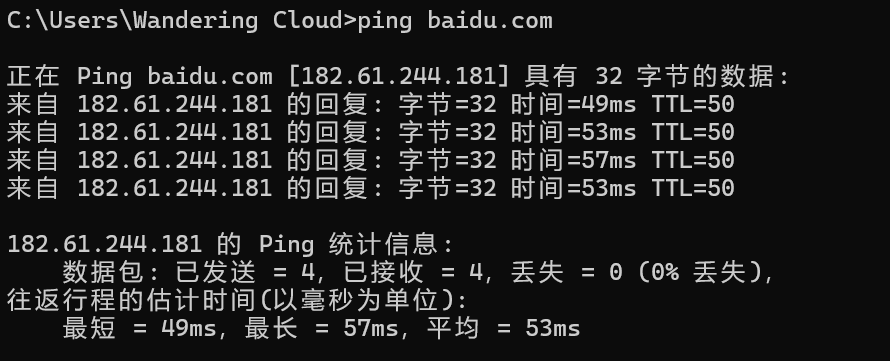 C:\Users\Wandering Cloud>ping baidu.com
正在 Ping baidu.com [182.61.244.181] 具有 32 字节的数据:
来自 182.61.244.181 的回复: 字节=32 时间=49ms TTL=50
来自 182.61.244.181 的回复: 字节=32 时间=53ms TTL=50
来自 182.61.244.181 的回复: 字节=32 时间=57ms TTL=50
来自 182.61.244.181 的回复: 字节=32 时间=53ms TTL=50
182.61.244.181 的 Ping 统计信息:
    数据包: 已发送 = 4，已接收 = 4，丢失 = 0 (0% 丢失)，
往返行程的估计时间(以毫秒为单位):
    最短 = 49ms，最长 = 57ms，平均 = 53ms